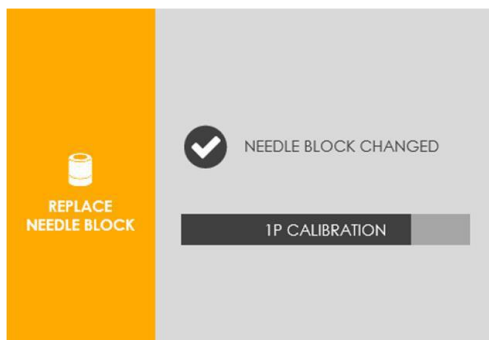 REPLACE
NEEDLE BLOCK
NEEDLE BLOCK CHANGED
1P CALIBRATION